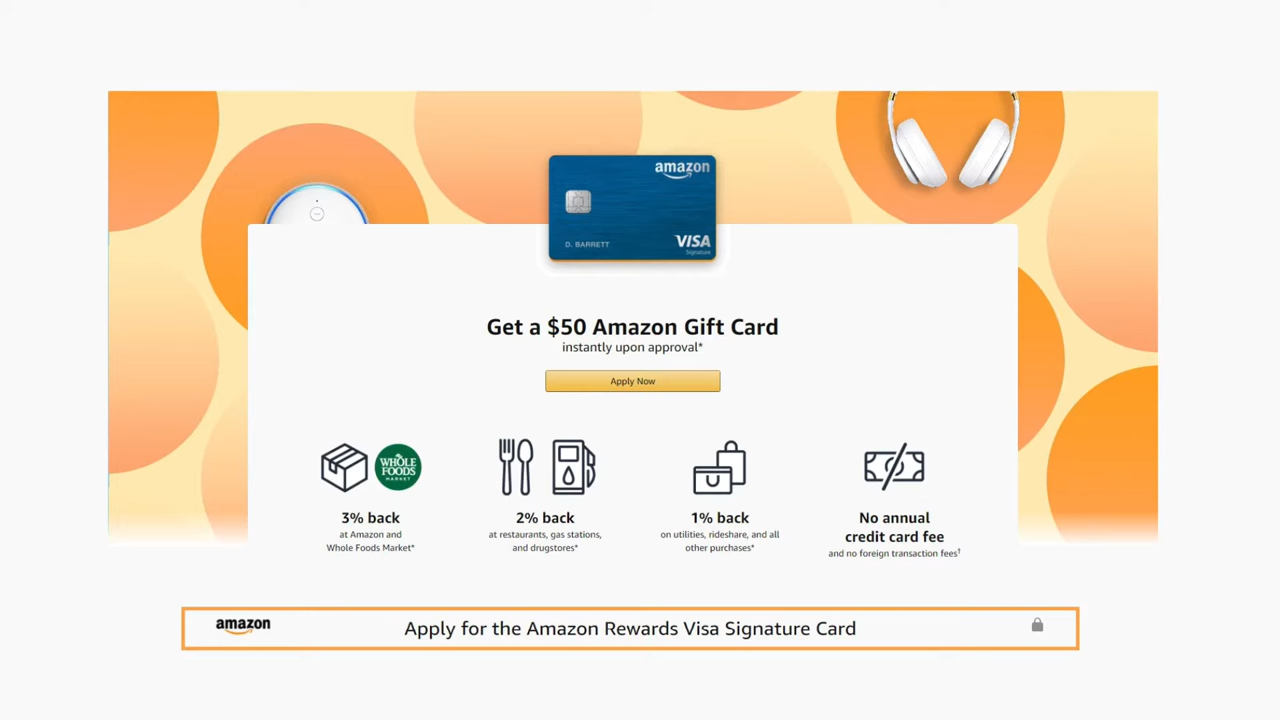 amazon
D. BARRETT
VISA
Signature
Get a $50 Amazon Gift Card
instantly upon approval*
Apply Now
WHOLE
FOODS
MARKET
3% back
at Amazon and
Whole Foods Market*
2% back
at restaurants, gas stations,
and drugstores*
1% back
on utilities, rideshare, and all
other purchases*
No annual
credit card fee
and no foreign transaction fees†
amazon
Apply for the Amazon Rewards Visa Signature Card